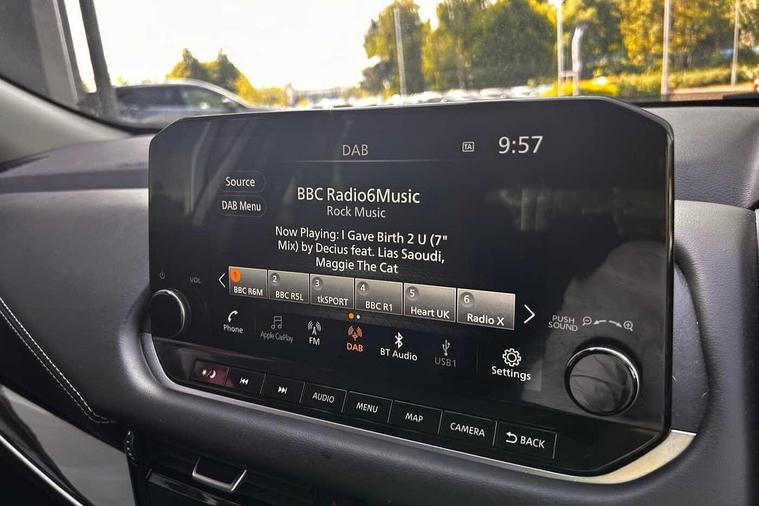 DAB
TA
9:57
Source
DAB Menu
BBC Radio6Music
Rock Music
Now Playing: I Gave Birth 2 U (7"
Mix) by Decius feat. Lias Saoudi,
Maggie The Cat
1 BBC R6M
2 BBC R5L
3 tkSPORT
4 BBC R1
5 Heart UK
6 Radio X
VOL
PUSH
SOUND
Phone
Apple CarPlay
FM
DAB
BT Audio
USB1
Settings
AUDIO
MENU
MAP
CAMERA
BACK